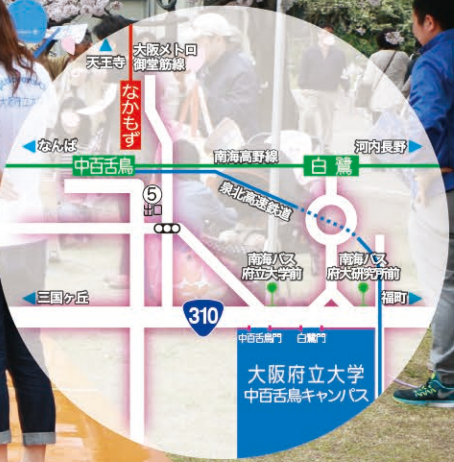 天王寺
大阪メトロ
御堂筋線
なかもず
なんば
中百舌鳥
南海高野線
白鷺
河内長野
泉北高速鉄道
⑤
出口
南海バス
府立大学前
南海バス
府大研究所前
三国ヶ丘
310
福町
中百舌鳥門
白鷺門
大阪府立大学
中百舌鳥キャンパス